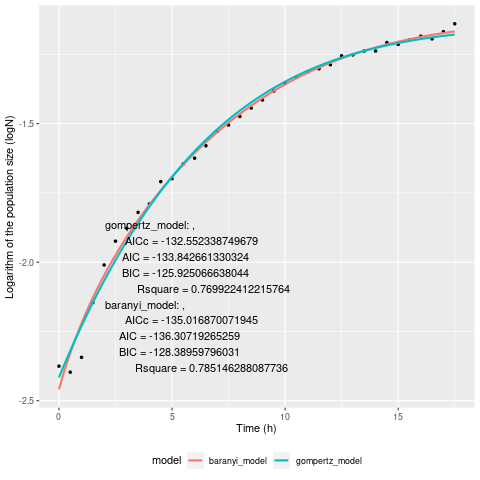 -1.5
-2.0
-2.5
Logarithm of the population size (logN)
gompertz_model: ,
AICc = -132.552338749679
AIC = -133.842661330324
BIC = -125.925066638044
Rsquare = 0.769922412215764
baranyi_model: ,
AICc = -135.016870071945
AIC = -136.30719265259
BIC = -128.38959796031
Rsquare = 0.785146288087736
0 5 10 15
Time (h)
model baranyi_model gompertz_model